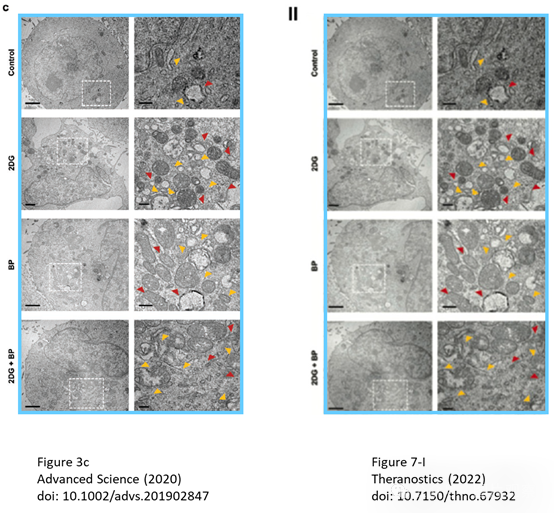 c
II
Control
Control
2DG
2DG
BP
BP
2DG + BP
2DG + BP
Figure 3c
Advanced Science (2020)
doi: 10.1002/advs.201902847
Figure 7-I
Theranostics (2022)
doi: 10.7150/thno.67932